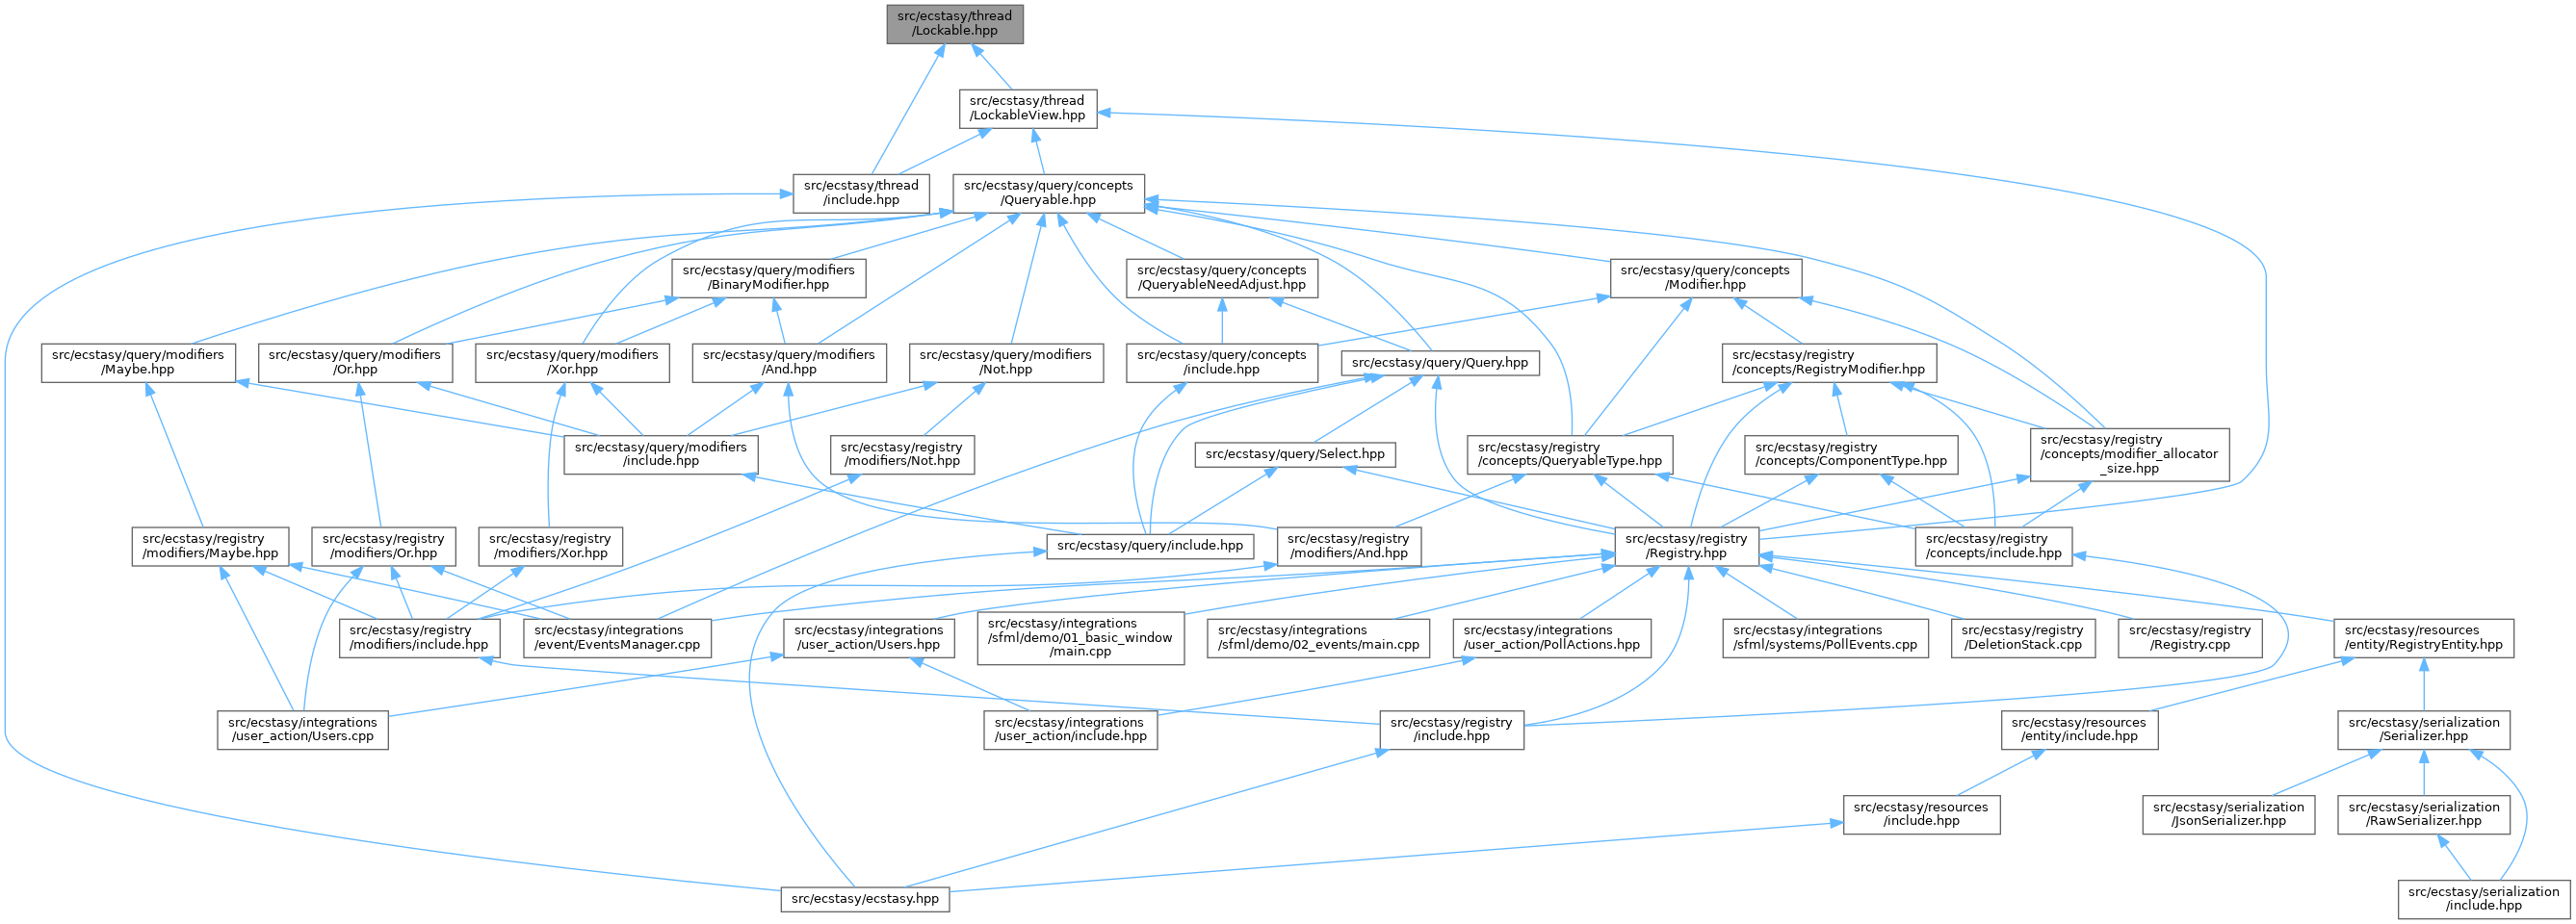 src/ecstasy/thread
/Lockable.hpp
src/ecstasy/thread
/LockableView.hpp
src/ecstasy/thread
/include.hpp
src/ecstasy/query/concepts
/Queryable.hpp
src/ecstasy/query/modifiers
/BinaryModifier.hpp
src/ecstasy/query/concepts
/QueryableNeedAdjust.hpp
src/ecstasy/query/concepts
/Modifier.hpp
src/ecstasy/query/modifiers
/Maybe.hpp
src/ecstasy/query/modifiers
/Or.hpp
src/ecstasy/query/modifiers
/Xor.hpp
src/ecstasy/query/modifiers
/And.hpp
src/ecstasy/query/modifiers
/Not.hpp
src/ecstasy/query/concepts
/include.hpp
src/ecstasy/query/Query.hpp
src/ecstasy/registry
/concepts/RegistryModifier.hpp
src/ecstasy/query/modifiers
/include.hpp
src/ecstasy/registry
/modifiers/Not.hpp
src/ecstasy/query/Select.hpp
src/ecstasy/registry
/concepts/QueryableType.hpp
src/ecstasy/registry
/concepts/ComponentType.hpp
src/ecstasy/registry
/concepts/modifier_allocator
_size.hpp
src/ecstasy/registry
/modifiers/Maybe.hpp
src/ecstasy/registry
/modifiers/Or.hpp
src/ecstasy/registry
/modifiers/Xor.hpp
src/ecstasy/query/include.hpp
src/ecstasy/registry
/modifiers/And.hpp
src/ecstasy/registry
/Registry.hpp
src/ecstasy/registry
/concepts/include.hpp
src/ecstasy/registry
/modifiers/include.hpp
src/ecstasy/integrations
/event/EventsManager.cpp
src/ecstasy/integrations
/user_action/Users.hpp
src/ecstasy/integrations
/sfml/demo/01_basic_window
/main.cpp
src/ecstasy/integrations
/sfml/demo/02_events/main.cpp
src/ecstasy/integrations
/user_action/PollActions.hpp
src/ecstasy/integrations
/sfml/systems/PollEvents.cpp
src/ecstasy/registry
/DeletionStack.cpp
src/ecstasy/registry
/Registry.cpp
src/ecstasy/resources
/entity/RegistryEntity.hpp
src/ecstasy/integrations
/user_action/Users.cpp
src/ecstasy/integrations
/user_action/include.hpp
src/ecstasy/registry
/include.hpp
src/ecstasy/resources
/entity/include.hpp
src/ecstasy/serialization
/Serializer.hpp
src/ecstasy/resources
/include.hpp
src/ecstasy/serialization
/JsonSerializer.hpp
src/ecstasy/serialization
/RawSerializer.hpp
src/ecstasy/ecstasy.hpp
src/ecstasy/serialization
/include.hpp